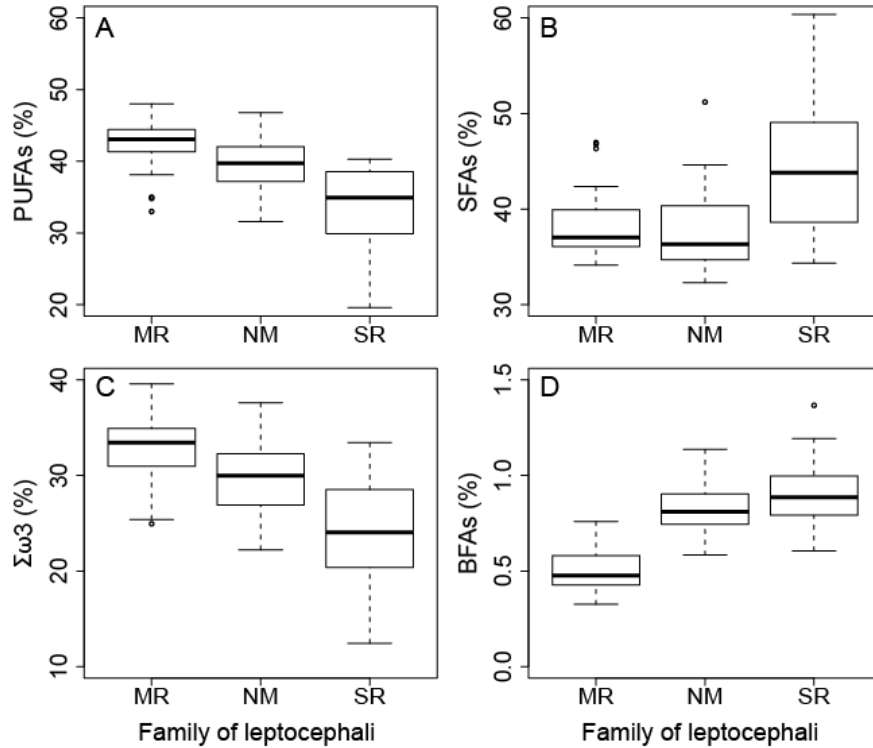 A
PUFAs (%)
60
50
40
30
20
MR NM SR
B
SFAs (%)
60
50
40
30
MR NM SR
C
Σω3 (%)
40
30
20
10
MR NM SR
Family of leptocephali
D
BFAs (%)
1.5
1.0
0.5
0.0
MR NM SR
Family of leptocephali